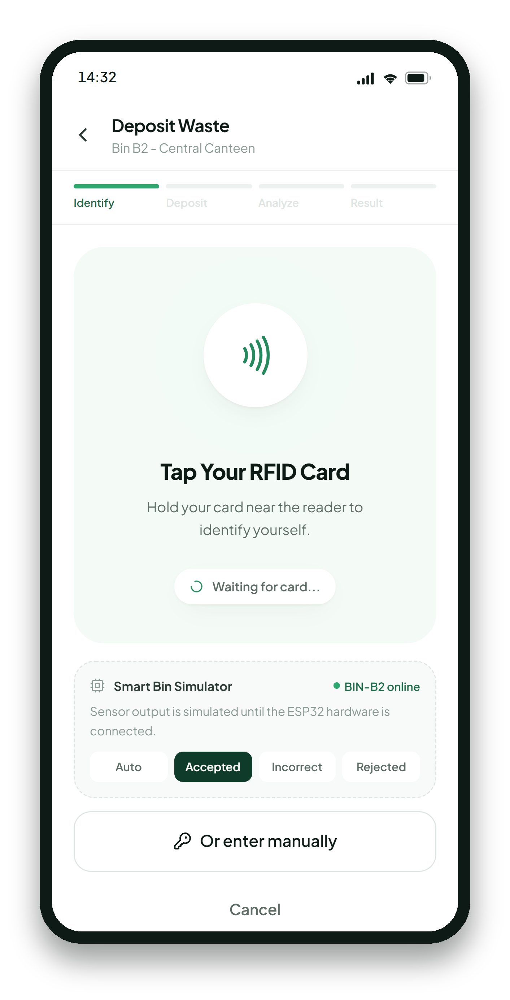 14:32
Deposit Waste
Bin B2 - Central Canteen
Identify
Deposit
Analyze
Result
Tap Your RFID Card
Hold your card near the reader to
identify yourself.
Waiting for card...
Smart Bin Simulator
BIN-B2 online
Sensor output is simulated until the ESP32 hardware is
connected.
Auto
Accepted
Incorrect
Rejected
Or enter manually
Cancel